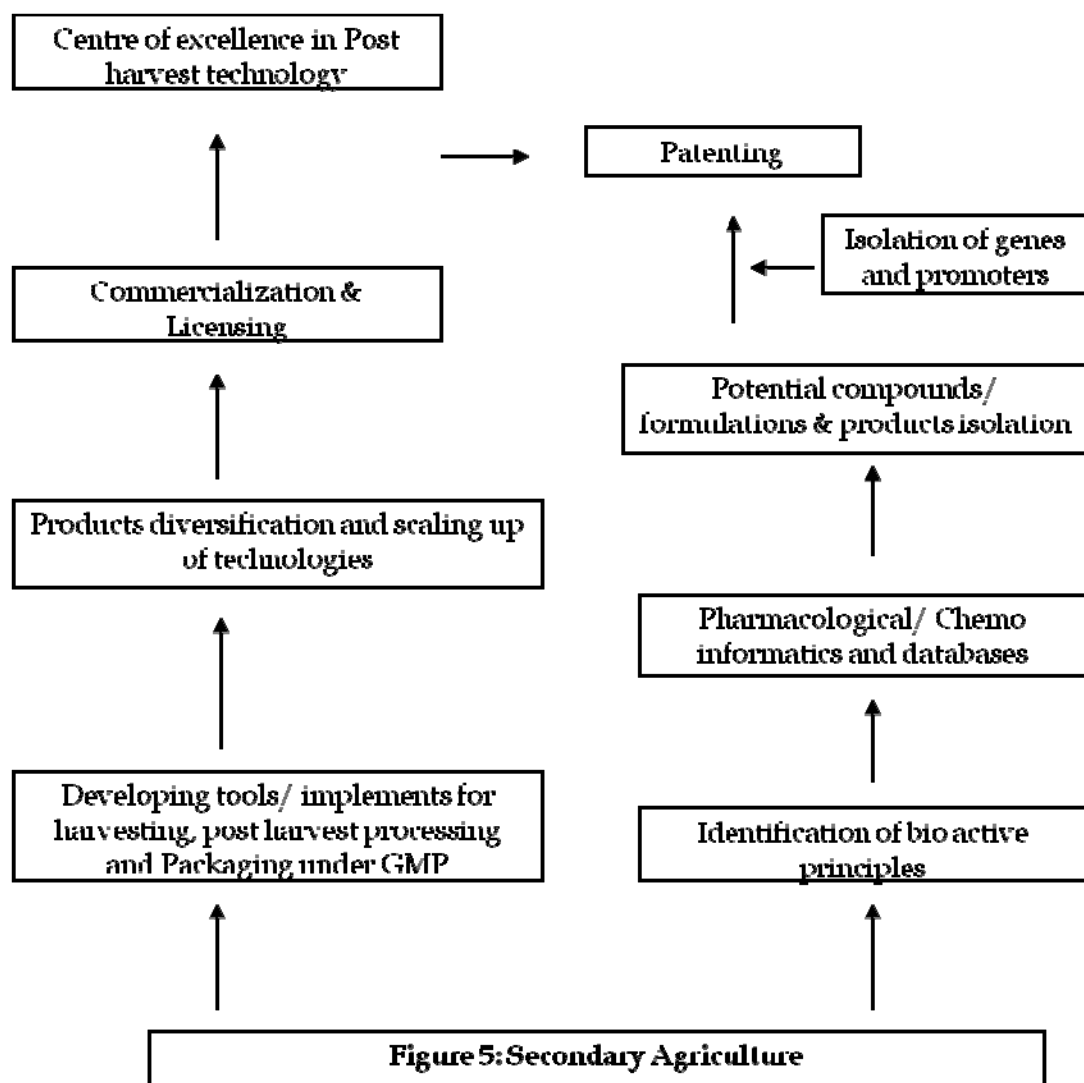 Centre of excellence in Post
harvest technology
Patenting
Isolation of genes
and promoters
Commercialization &
Licensing
Potential compounds/
formulations & products isolation
Products diversification and scaling up
of technologies
Pharmacological/ Chemo
informatics and databases
Developing tools/ implements for
harvesting, post harvest processing
and Packaging under GMP
Identification of bio active
principles
Figure 5: Secondary Agriculture